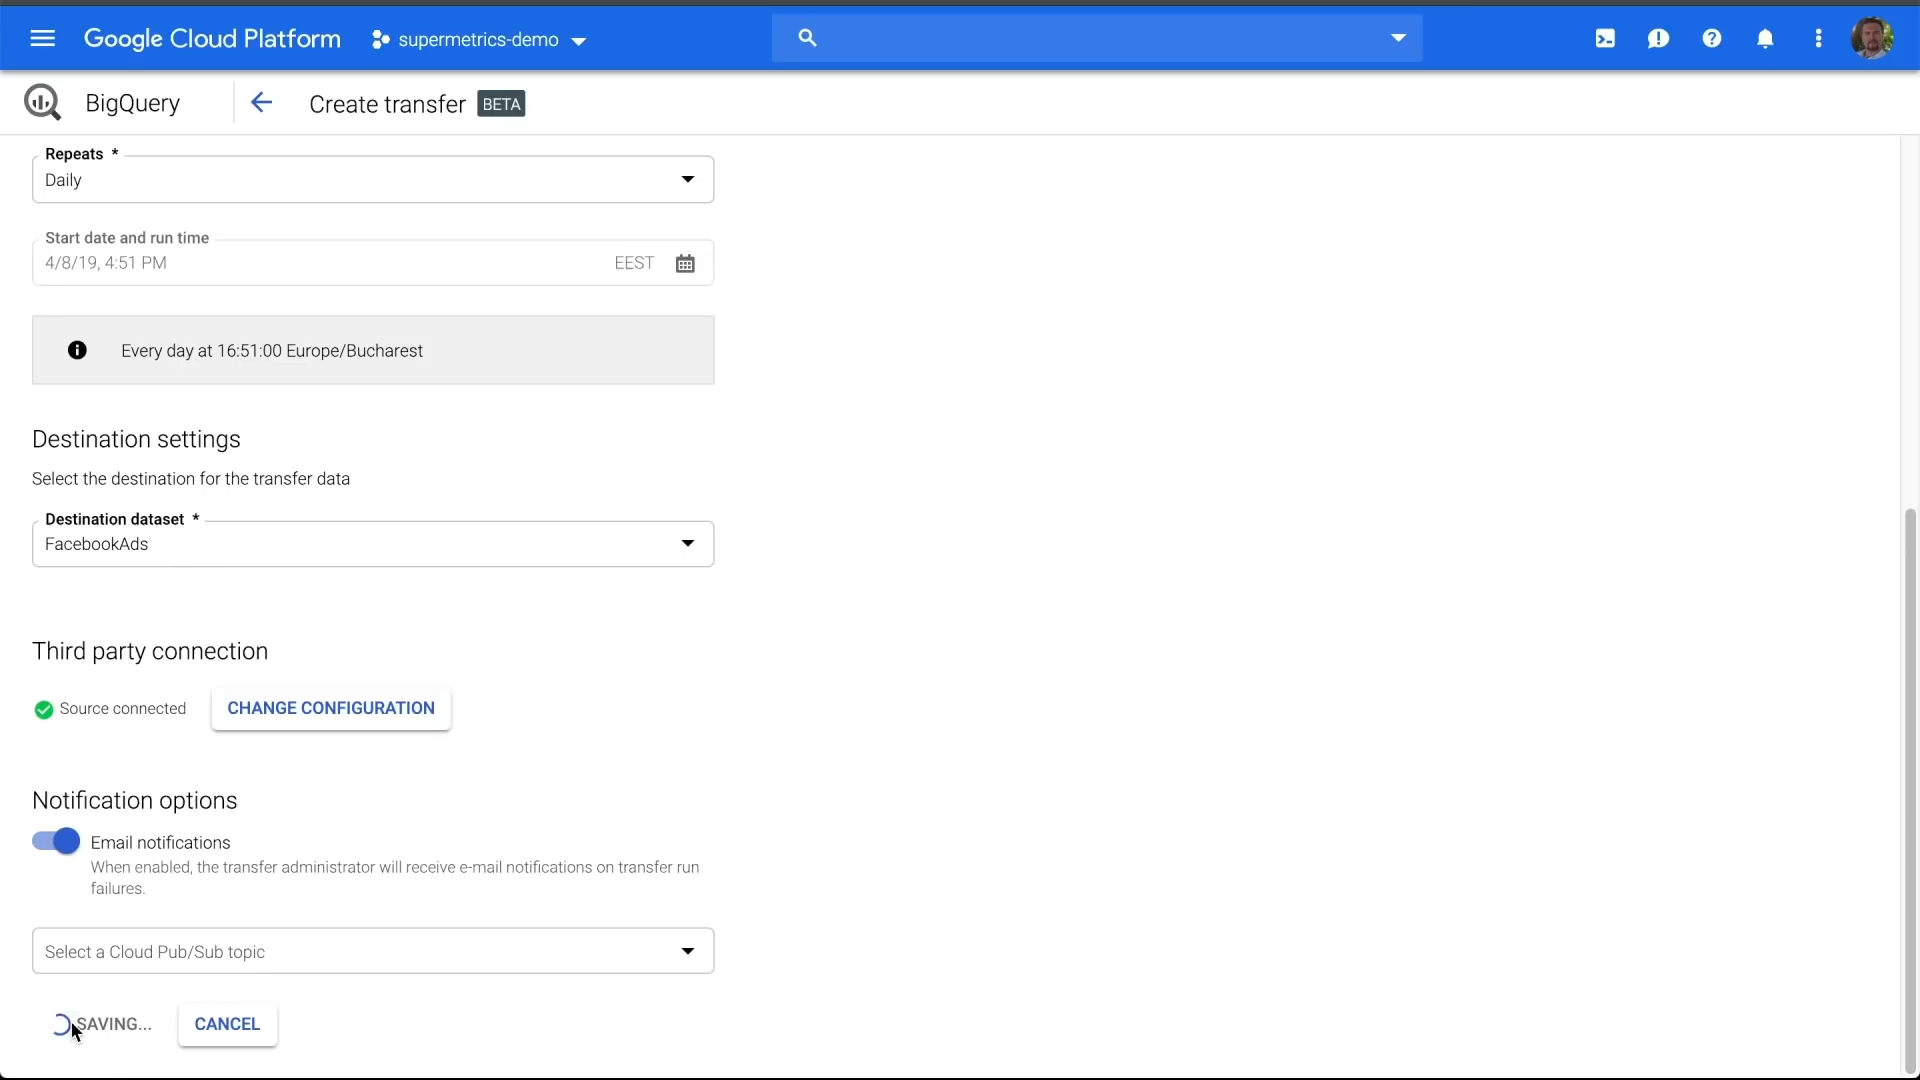 Google Cloud Platform
supermetrics-demo
BigQuery
Create transfer BETA
Repeats *
Daily
Start date and run time
4/8/19, 4:51 PM EEST
Every day at 16:51:00 Europe/Bucharest
Destination settings
Select the destination for the transfer data
Destination dataset *
FacebookAds
Third party connection
Source connected CHANGE CONFIGURATION
Notification options
Email notifications
When enabled, the transfer administrator will receive e-mail notifications on transfer run
failures.
Select a Cloud Pub/Sub topic
SAVING... CANCEL